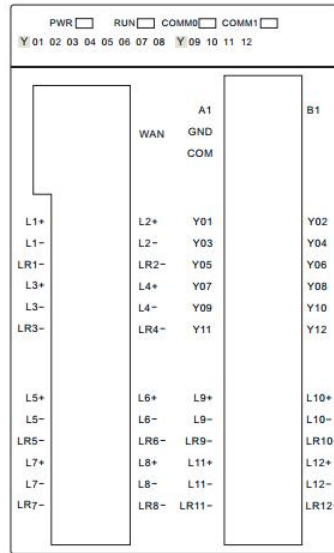 PWR RUN COMM0 COMM1
Y 01 02 03 04 05 06 07 08 Y 09 10 11 12
A1 B1
WAN GND
COM
L1+ L2+ Y01 Y02
L1- L2- Y03 Y04
LR1- LR2- Y05 Y06
L3+ L4+ Y07 Y08
L3- L4- Y09 Y10
LR3- LR4- Y11 Y12
L5+ L6+ L9+ L10+
L5- L6- L9- L10-
LR5- LR6- LR9- LR10
L7+ L8+ L11+ L12+
L7- L8- L11- L12-
LR7- LR8- LR11- LR12-